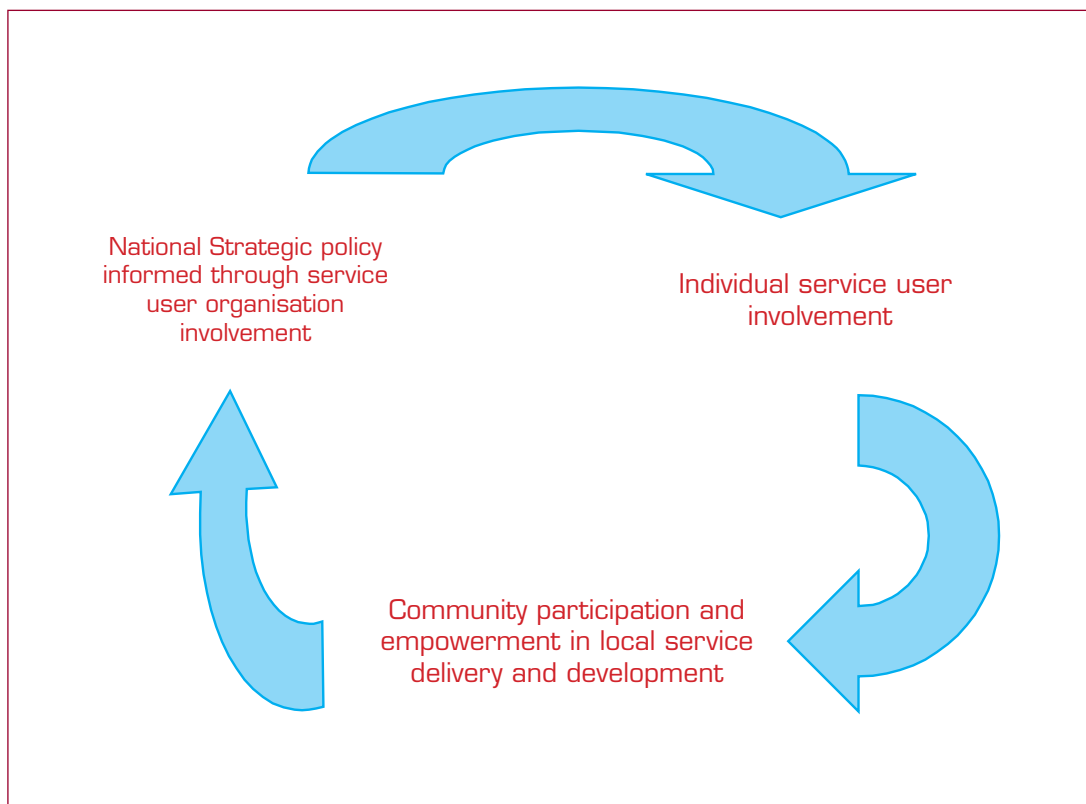 National Strategic policy
informed through service
user organisation
involvement
Individual service user
involvement
Community participation and
empowerment in local service
delivery and development